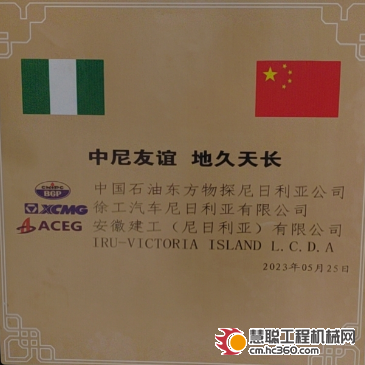 中尼友谊 地久天长
CNPC
BGP 中国石油东方物探尼日利亚公司
XCMG 徐工汽车尼日利亚有限公司
ACEG 安徽建工（尼日利亚）有限公司
IRU-VICTORIA ISLAND L.C.D.A
2023年05月25日
慧聪工程机械网
cm.hc360.com